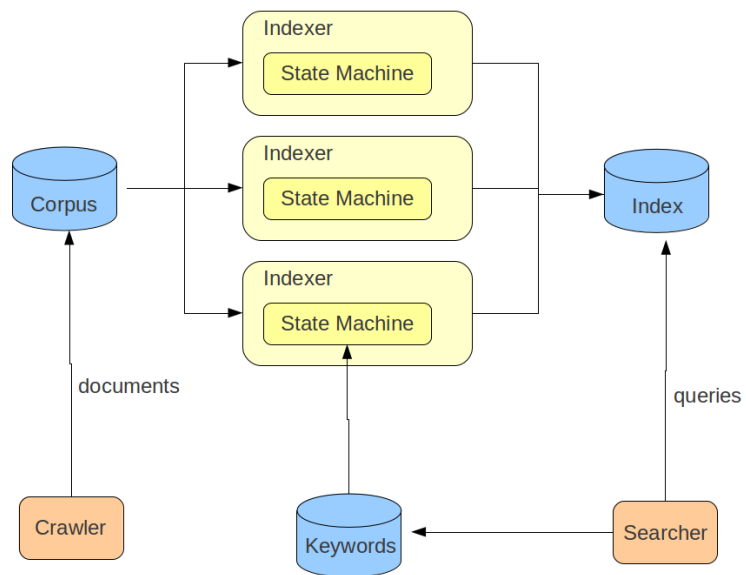 Indexer
State Machine
Indexer
State Machine
Corpus
Index
Indexer
State Machine
documents
queries
Crawler
Keywords
Searcher